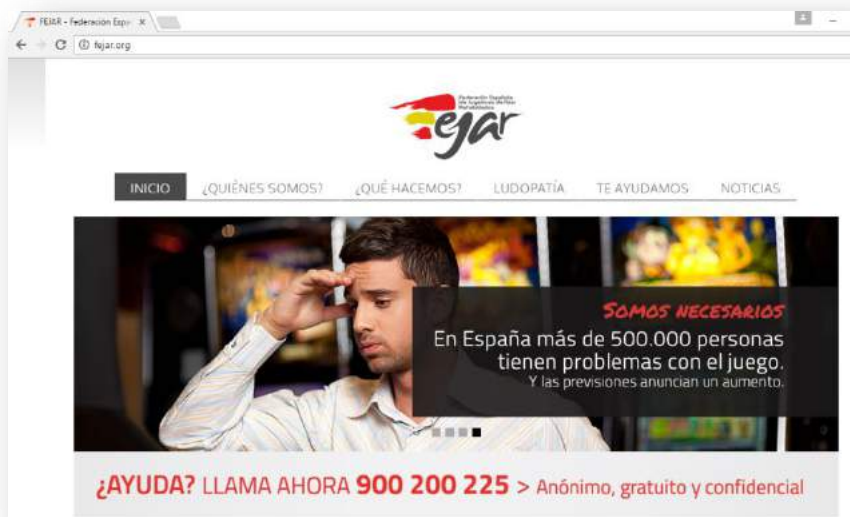 FEJAR - Federación Espa
fejar.org
Federación Española
de Jugadores de Azar
Rehabilitados
ejar
INICIO ¿QUIÉNES SOMOS? ¿QUÉ HACEMOS? LUDOPATÍA TE AYUDAMOS NOTICIAS
SOMOS NECESARIOS
En España más de 500.000 personas
tienen problemas con el juego.
Y las previsiones anuncian un aumento.
¿AYUDA? LLAMA AHORA 900 200 225 > Anónimo, gratuito y confidencial